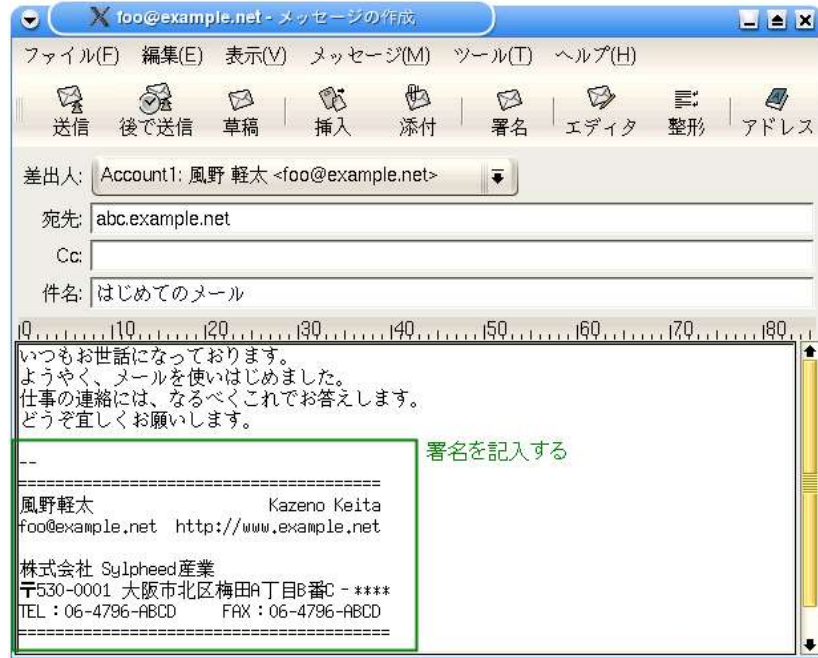 foo@example.net - メッセージの作成
ファイル(F) 編集(E) 表示(V) メッセージ(M) ツール(T) ヘルプ(H)
送信 後で送信 草稿 挿入 添付 署名 エディタ 整形 アドレス
差出人: Account1: 風野 軽太 <foo@example.net>
宛先: abc.example.net
Cc:
件名: はじめてのメール
0 10 20 30 40 50 60 70 80
いつもお世話になっております。
ようやく、メールを使いはじめました。
仕事の連絡には、なるべくこれでお答えします。
どうぞ宜しくお願いします。
署名を記入する
--
========================================
風野軽太 Kazeno Keita
foo@example.net http://www.example.net
株式会社 Sylpheed産業
〒530-0001 大阪市北区梅田A丁目B番C‐****
TEL：06-4796-ABCD FAX：06-4796-ABCD
=========================================